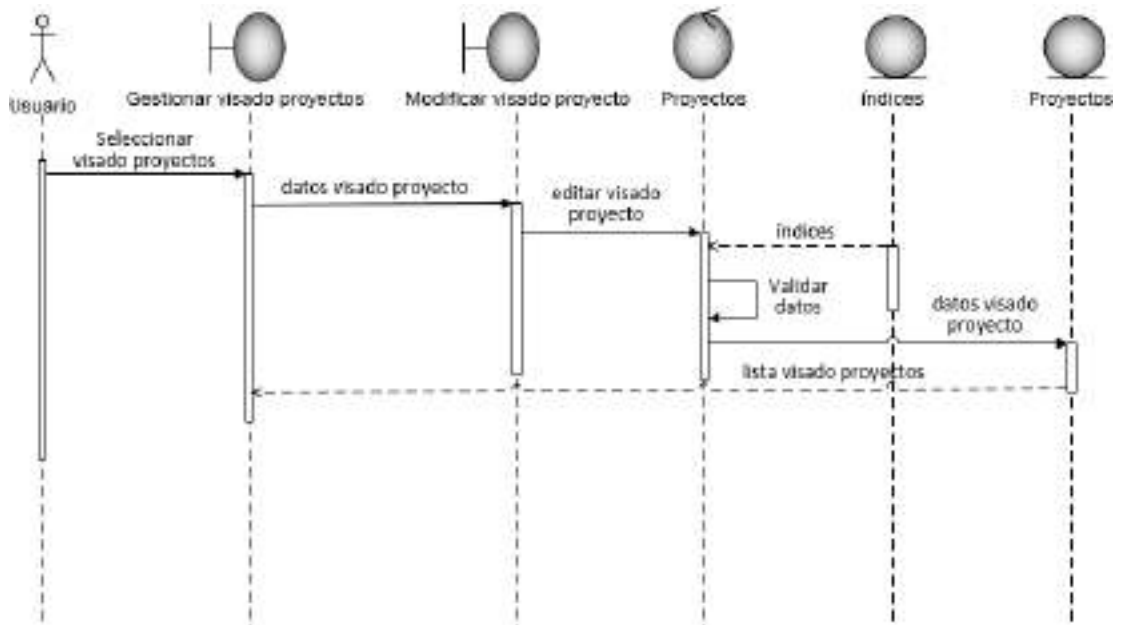 Usuario
Gestionar visado proyectos
Modificar visado proyecto
Proyectos
Índices
Proyectos
Seleccionar
visado proyectos
datos visado proyecto
editar visado
proyecto
índices
Validar
datos
datos visado
proyecto
lista visado proyectos